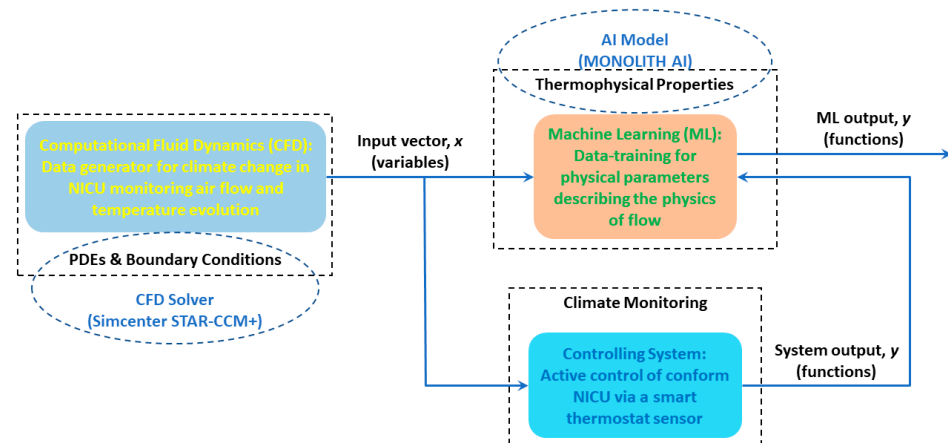 AI Model
(MONOLITH AI)
Thermophysical Properties
Computational Fluid Dynamics (CFD):
Data generator for climate change in
NICU monitoring air flow and
temperature evolution
PDEs & Boundary Conditions
CFD Solver
(Simcenter STAR-CCM+)
Input vector, x
(variables)
Machine Learning (ML):
Data-training for
physical parameters
describing the physics
of flow
ML output, y
(functions)
Climate Monitoring
Controlling System:
Active control of conform
NICU via a smart
thermostat sensor
System output, y
(functions)